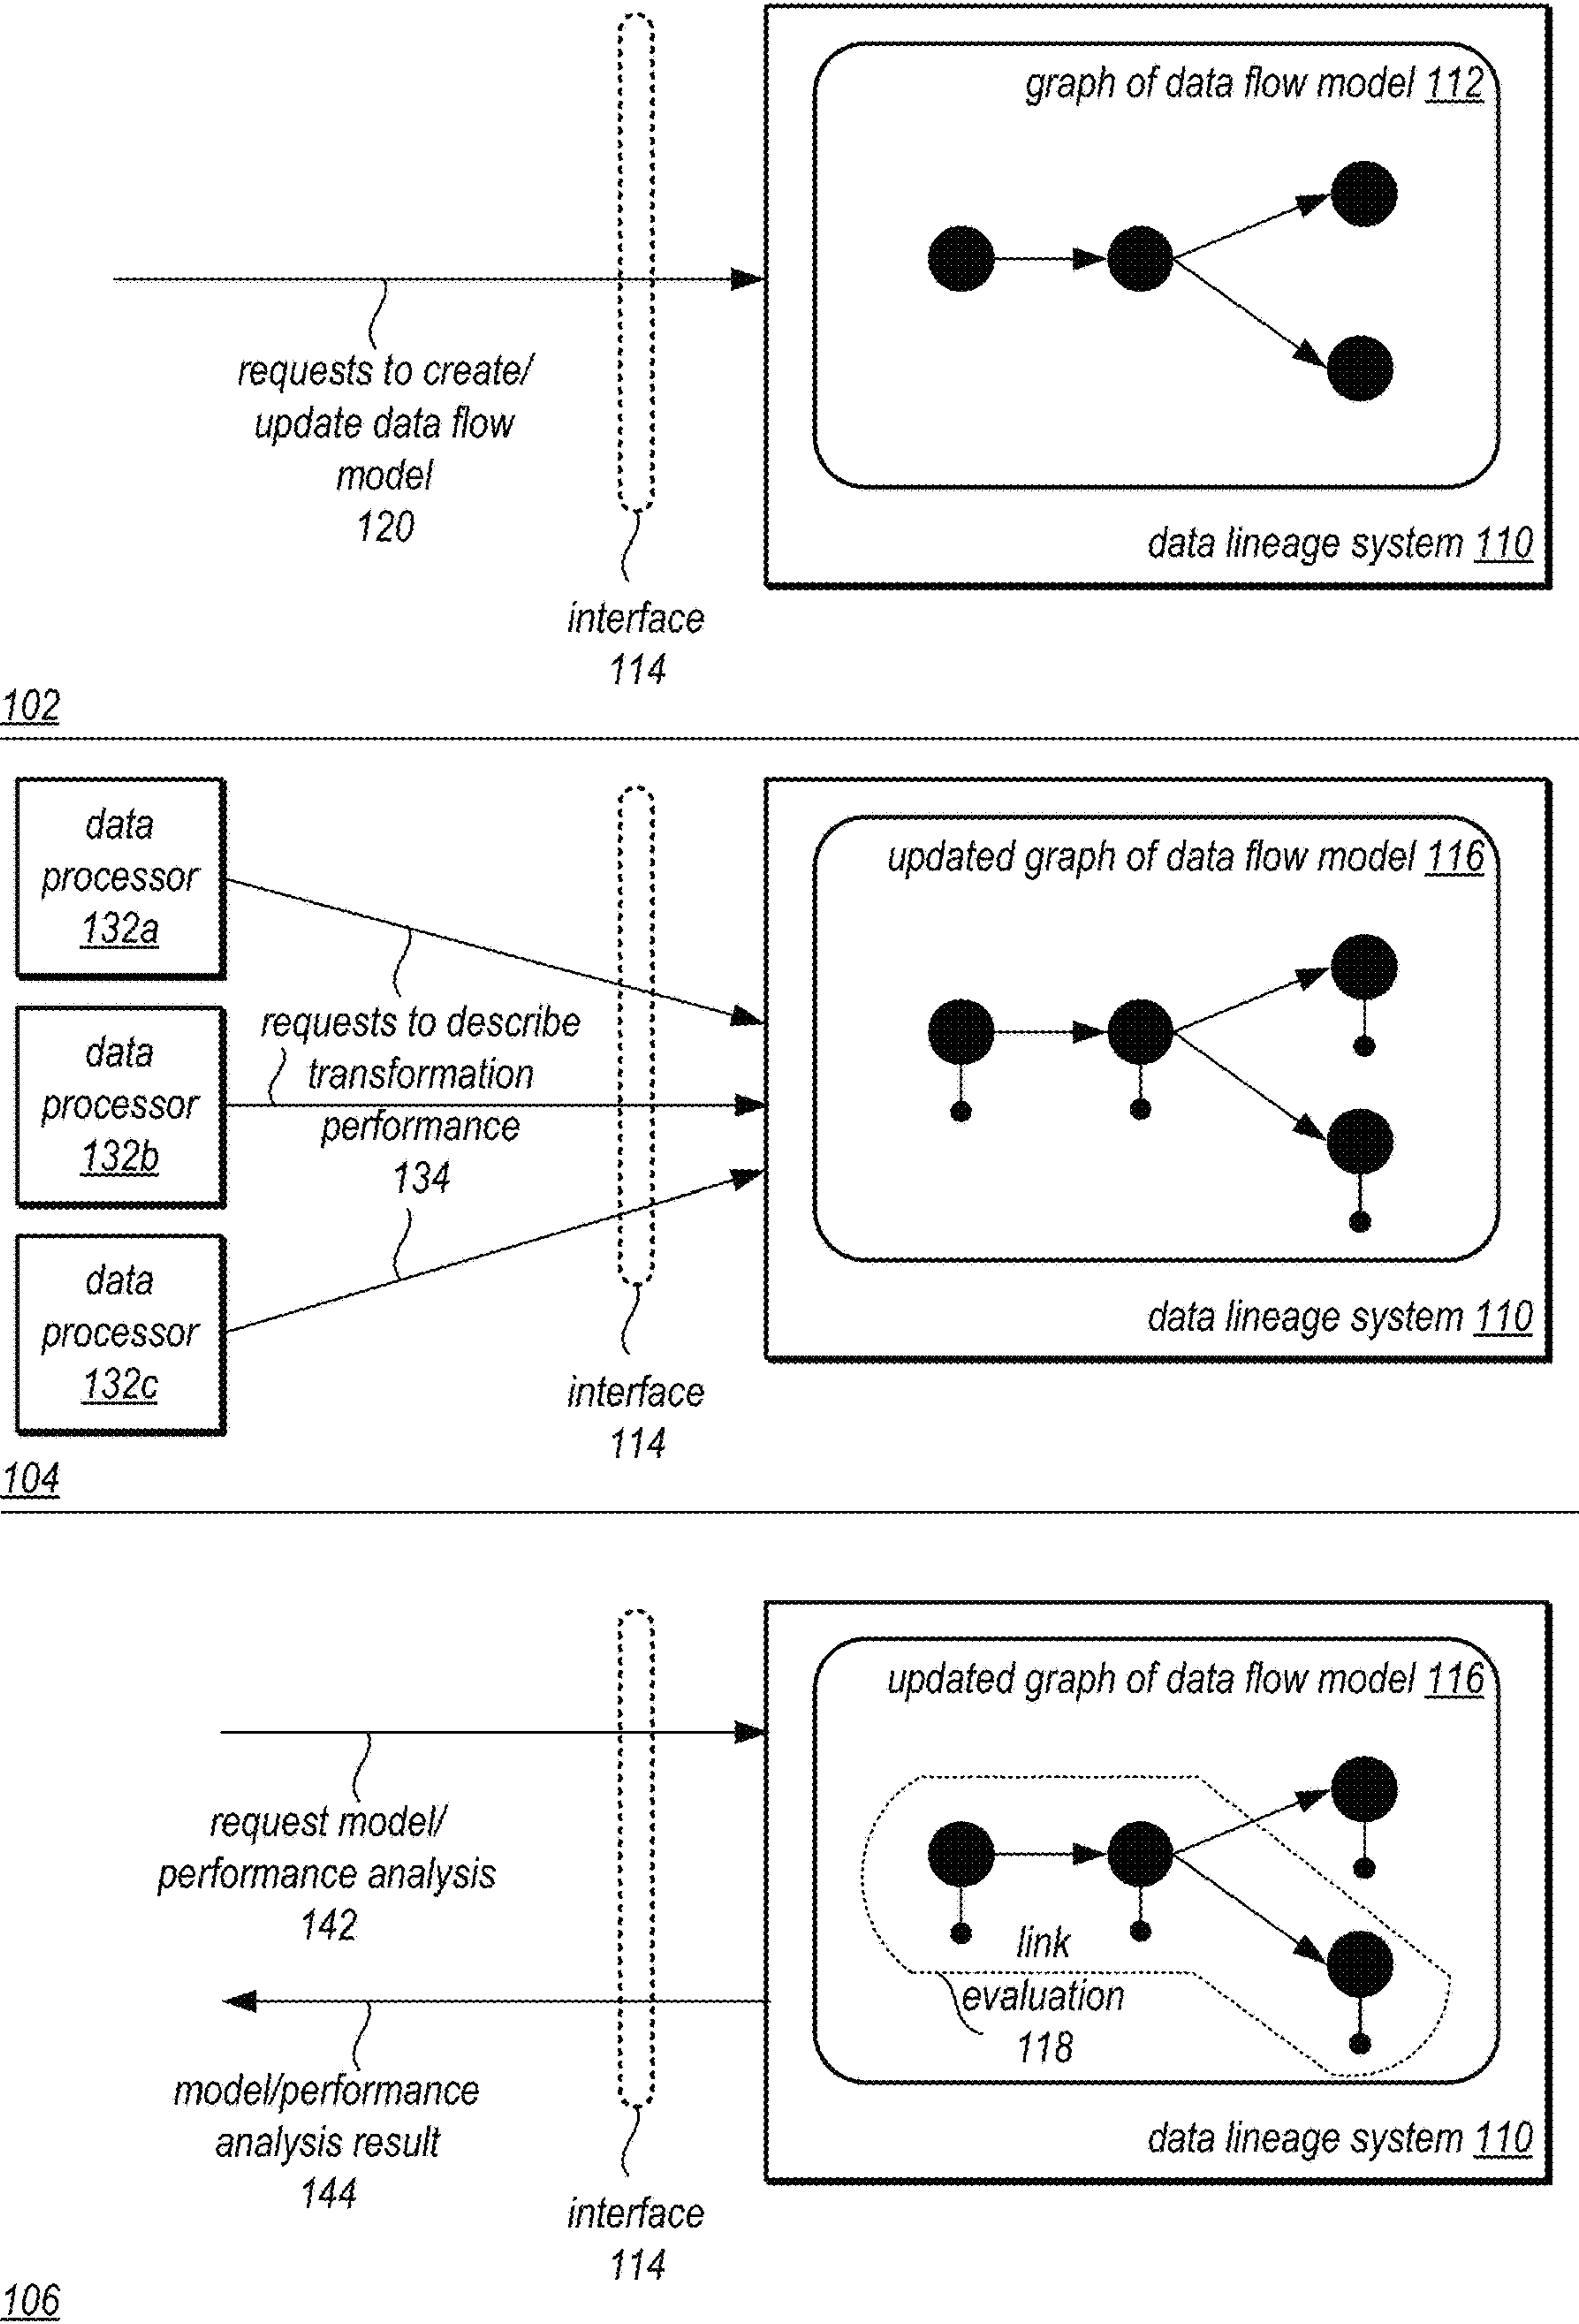 graph of data flow model 112
requests to create/
update data flow
model
120
data lineage system 110
interface
114
102
data
processor
132a
data
processor
132b
data
processor
132c
requests to describe
transformation
performance
134
updated graph of data flow model 116
data lineage system 110
interface
114
104
updated graph of data flow model 116
request model/
performance analysis
142
link
evaluation
118
model/performance
analysis result
144
data lineage system 110
interface
114
106